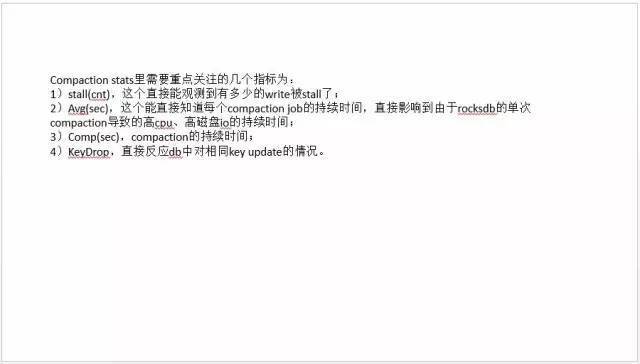 Compaction stats里需要重点关注的几个指标为：
1）stall(cnt)，这个直接能观测到有多少的write被stall了；
2）Avg(sec)，这个能直接知道每个compaction job的持续时间，直接影响到由于rocksdb的单次
compaction导致的高cpu、高磁盘io的持续时间；
3）Comp(sec)，compaction的持续时间；
4）KeyDrop，直接反应db中对相同key update的情况。